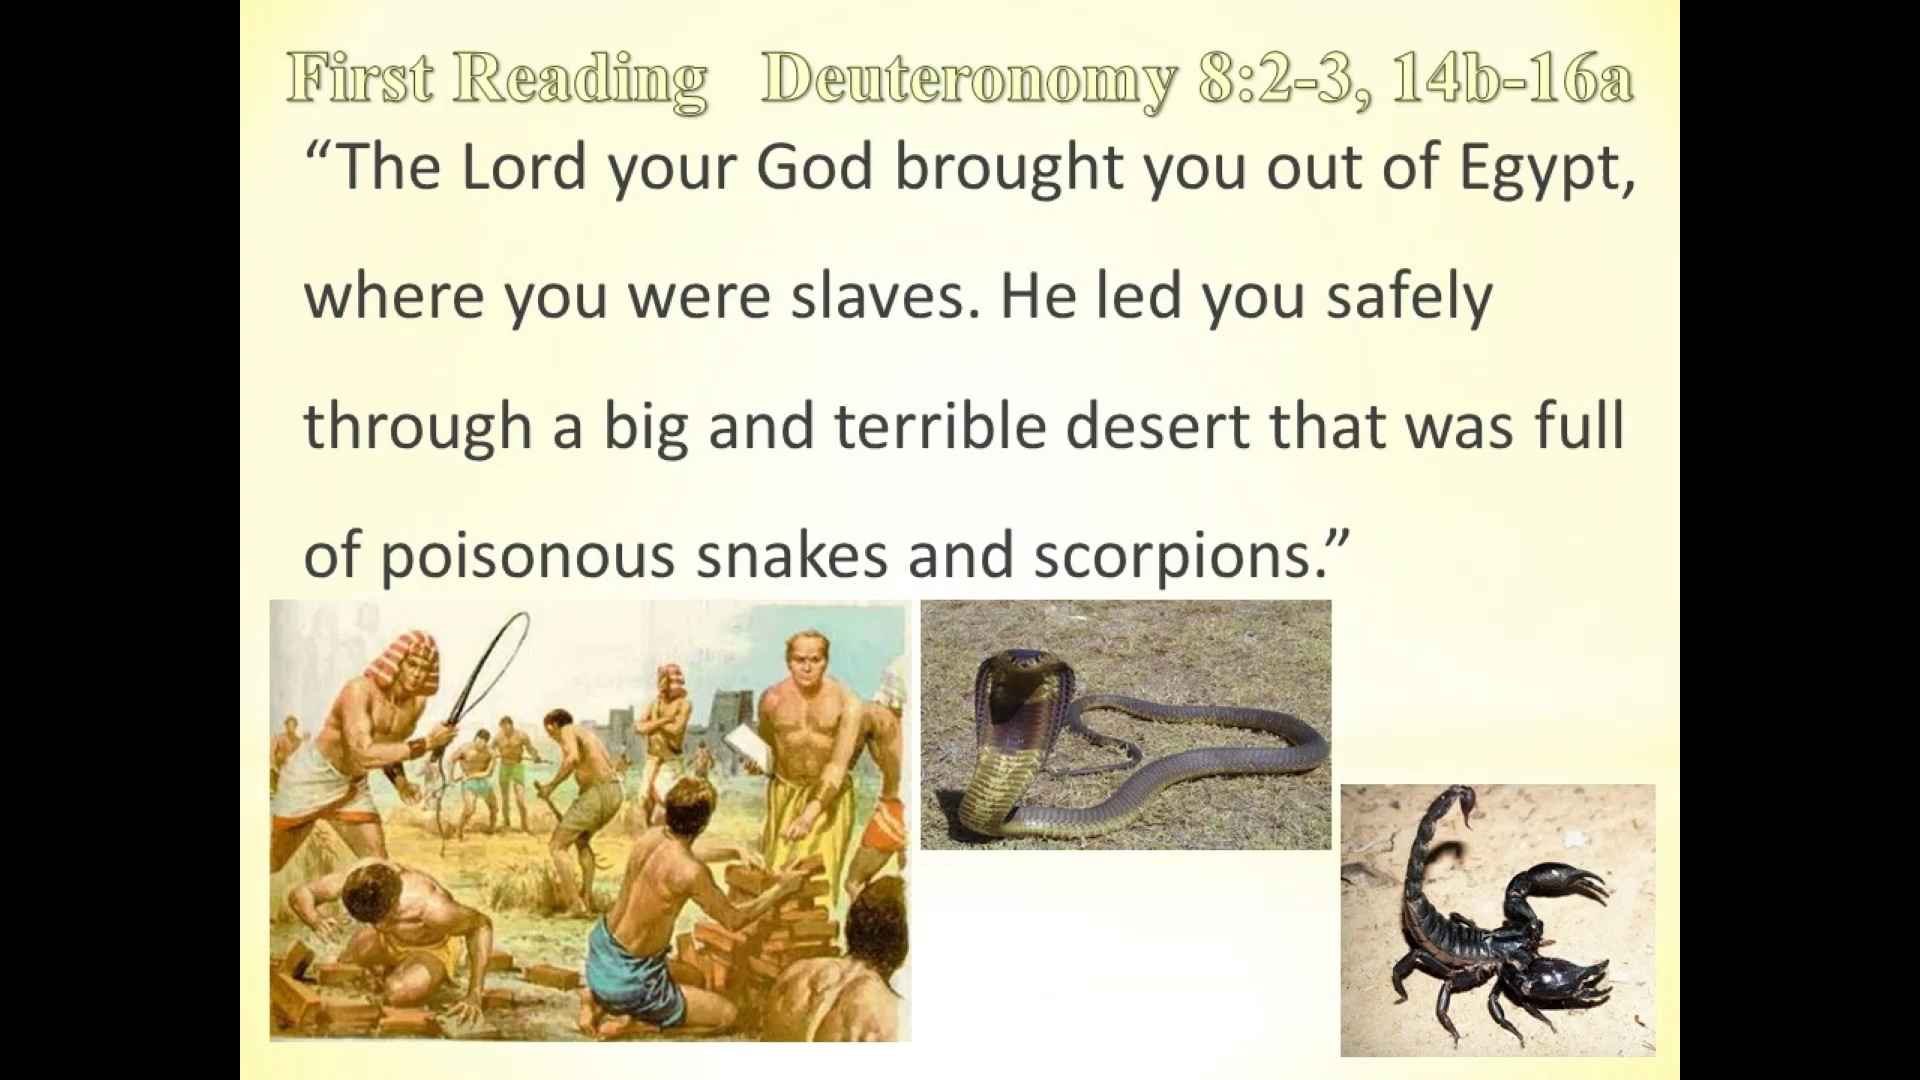 First Reading Deuteronomy 8:2-3, 14b-16a
“The Lord your God brought you out of Egypt,
where you were slaves. He led you safely
through a big and terrible desert that was full
of poisonous snakes and scorpions.”